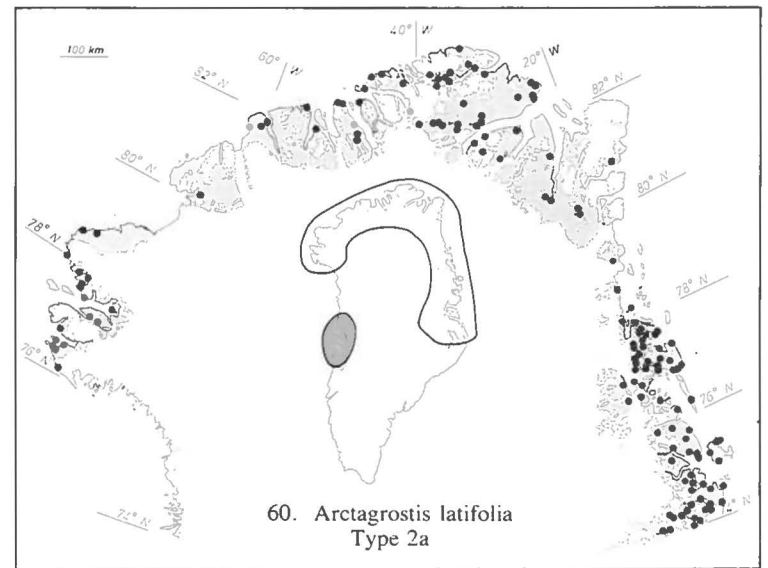 100 km
40° W
60° W
20° W
82° N
82° N
80° N
80° N
78° N
78° N
76° N
76° N
74° N
60. Arctagrostis latifolia
Type 2a